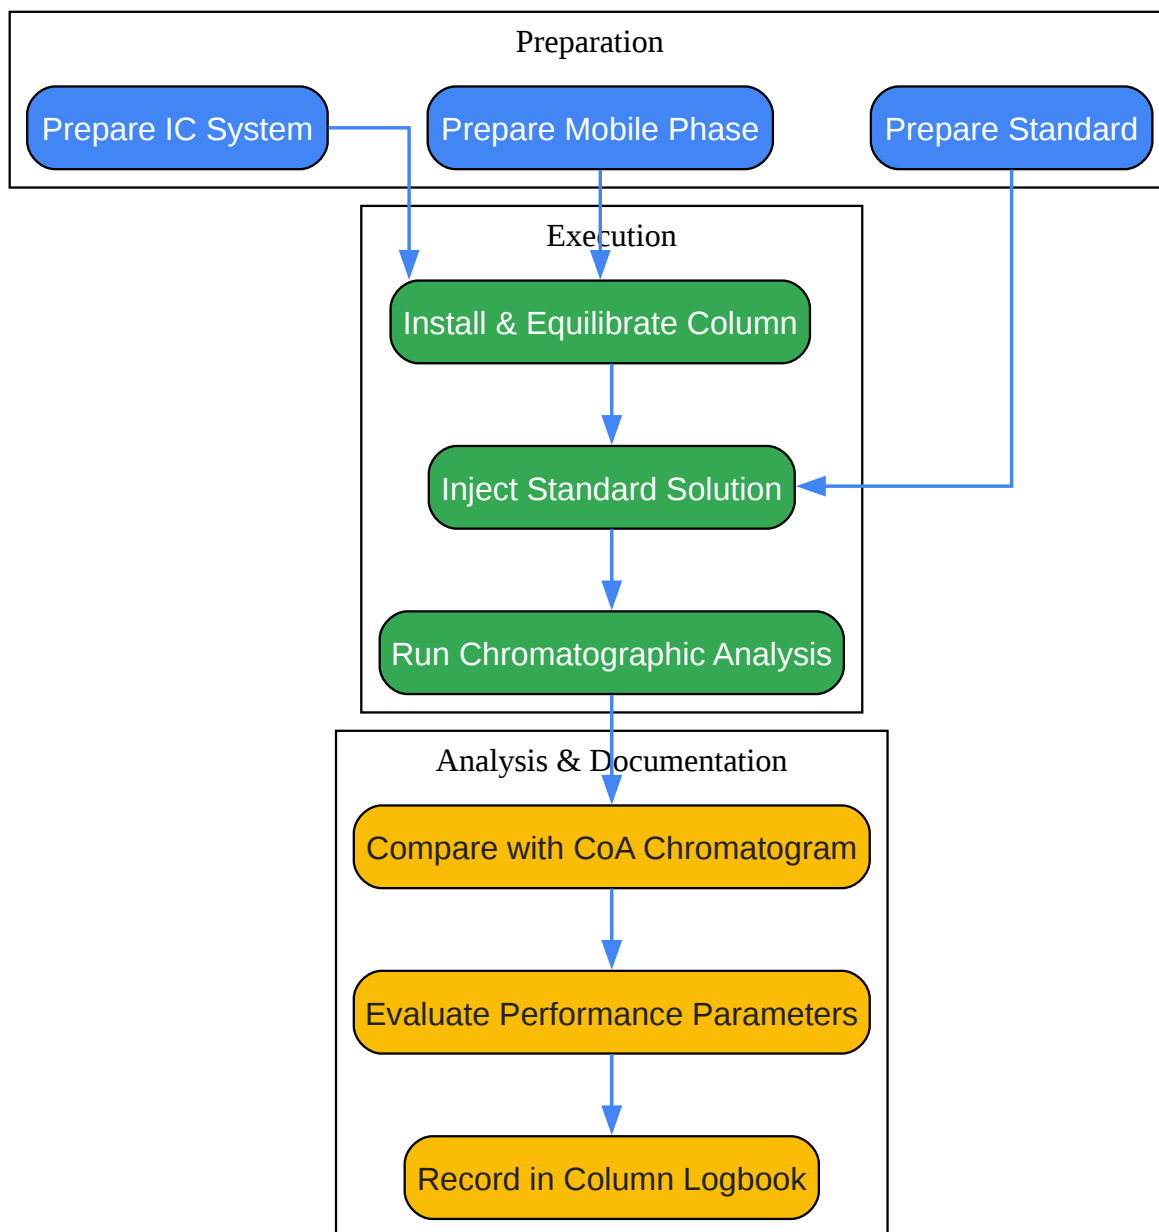 Preparation
Prepare IC System
Prepare Mobile Phase
Prepare Standard
Execution
Install & Equilibrate Column
Inject Standard Solution
Run Chromatographic Analysis
Analysis & Documentation
Compare with CoA Chromatogram
Evaluate Performance Parameters
Record in Column Logbook